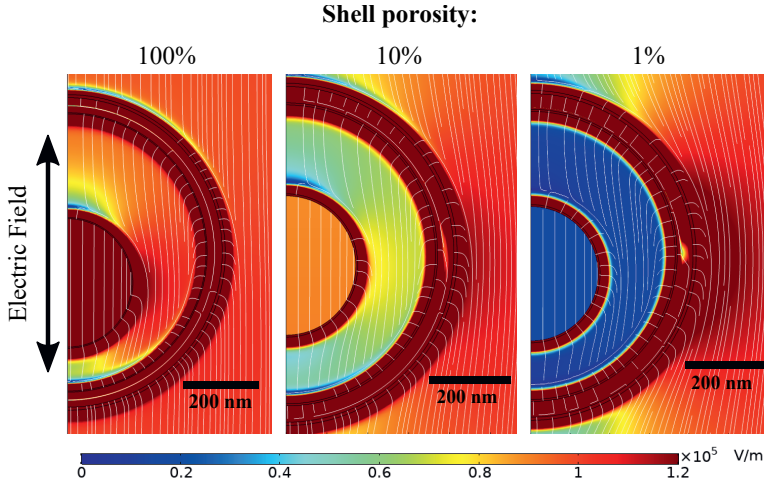 Shell porosity:
100%
10%
1%
Electric Field
200 nm
200 nm
200 nm
0
0.2
0.4
0.6
0.8
1
1.2
×10⁵
V/m